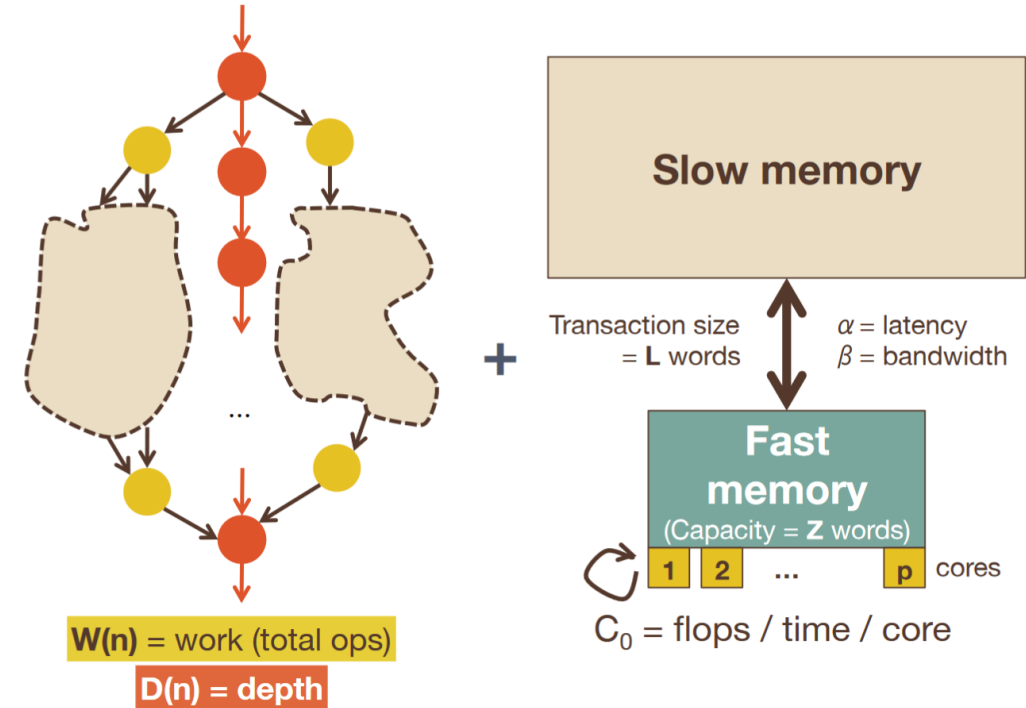 ...
W(n) = work (total ops)
D(n) = depth
+
Slow memory
Transaction size
= L words
α = latency
β = bandwidth
Fast
memory
(Capacity = Z words)
1 2 ... p cores
C₀ = flops / time / core